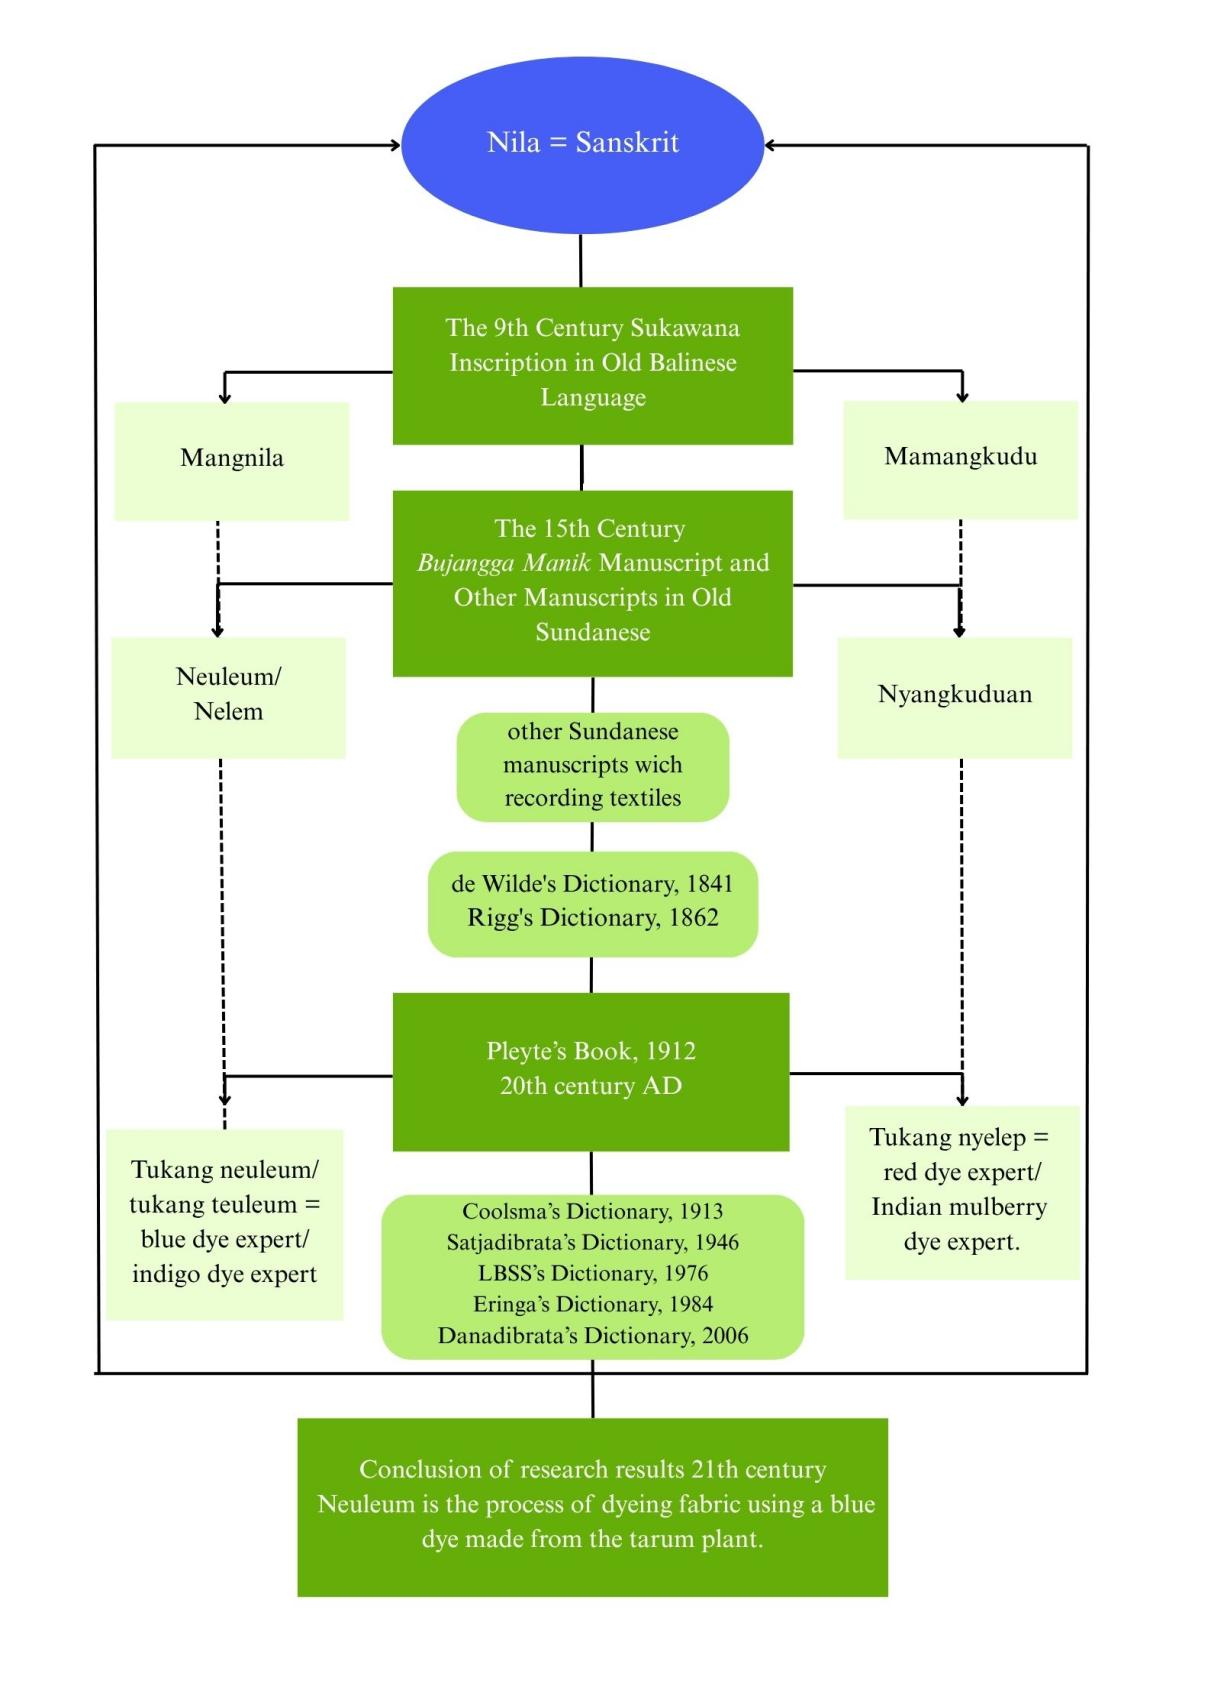 Nila = Sanskrit
The 9th Century Sukawana
Inscription in Old Balinese
Language
Mangnila
Mamangkudu
The 15th Century
Bujangga Manik Manuscript and
Other Manuscripts in Old
Sundanese
Neuleum/
Nelem
Nyangkuduan
other Sundanese
manuscripts wich
recording textiles
de Wilde's Dictionary, 1841
Rigg's Dictionary, 1862
Pleyte’s Book, 1912
20th century AD
Tukang neuleum/
tukang teuleum =
blue dye expert/
indigo dye expert
Tukang nyelep =
red dye expert/
Indian mulberry
dye expert.
Coolsma’s Dictionary, 1913
Satjadibrata’s Dictionary, 1946
LBSS’s Dictionary, 1976
Eringa’s Dictionary, 1984
Danadibrata’s Dictionary, 2006
Conclusion of research results 21th century
Neuleum is the process of dyeing fabric using a blue
dye made from the tarum plant.